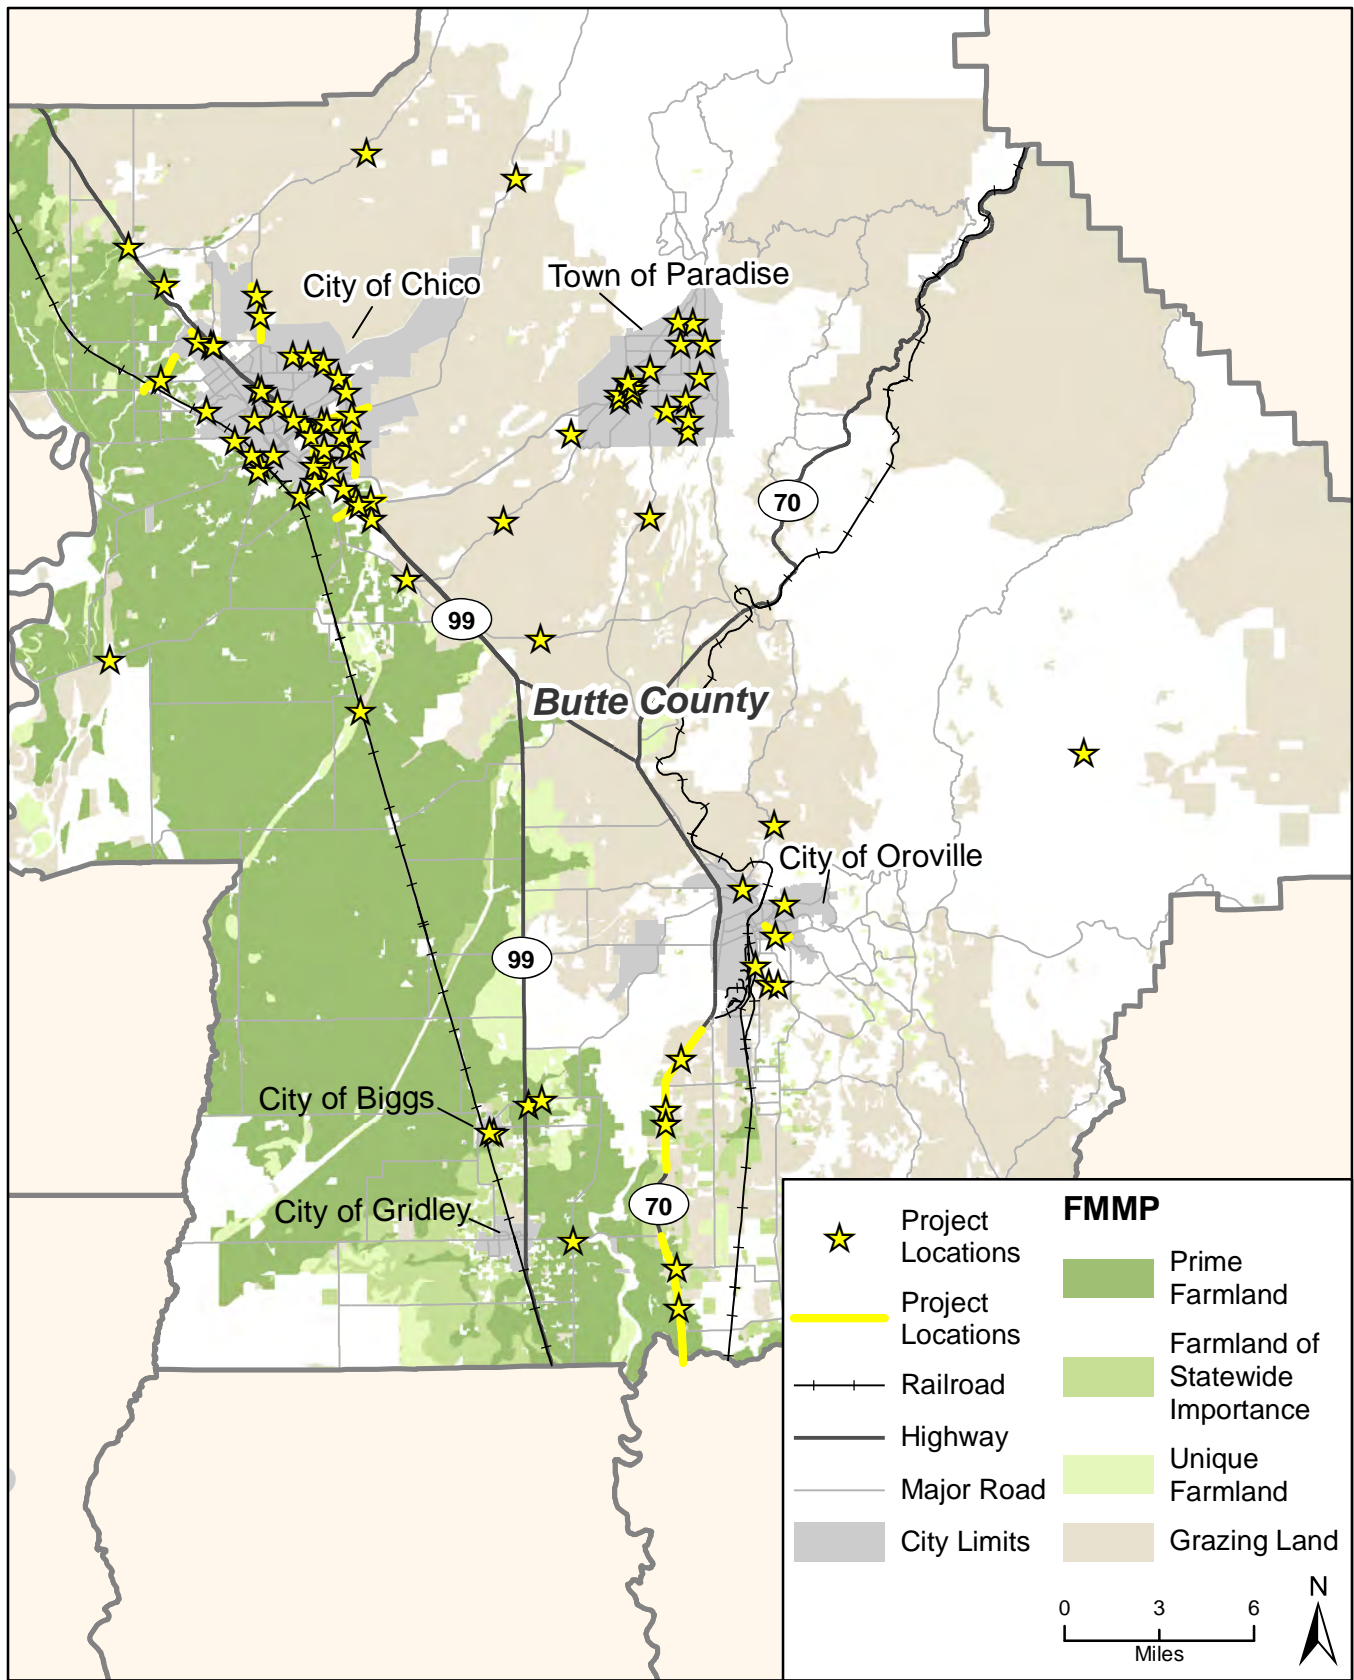 City of Chico
Town of Paradise
70
99
Butte County
City of Oroville
99
City of Biggs
70
City of Gridley
Project
Locations
Project
Locations
Railroad
Highway
Major Road
City Limits
FMMP
Prime
Farmland
Farmland of
Statewide
Importance
Unique
Farmland
Grazing Land
N
0 3 6
Miles